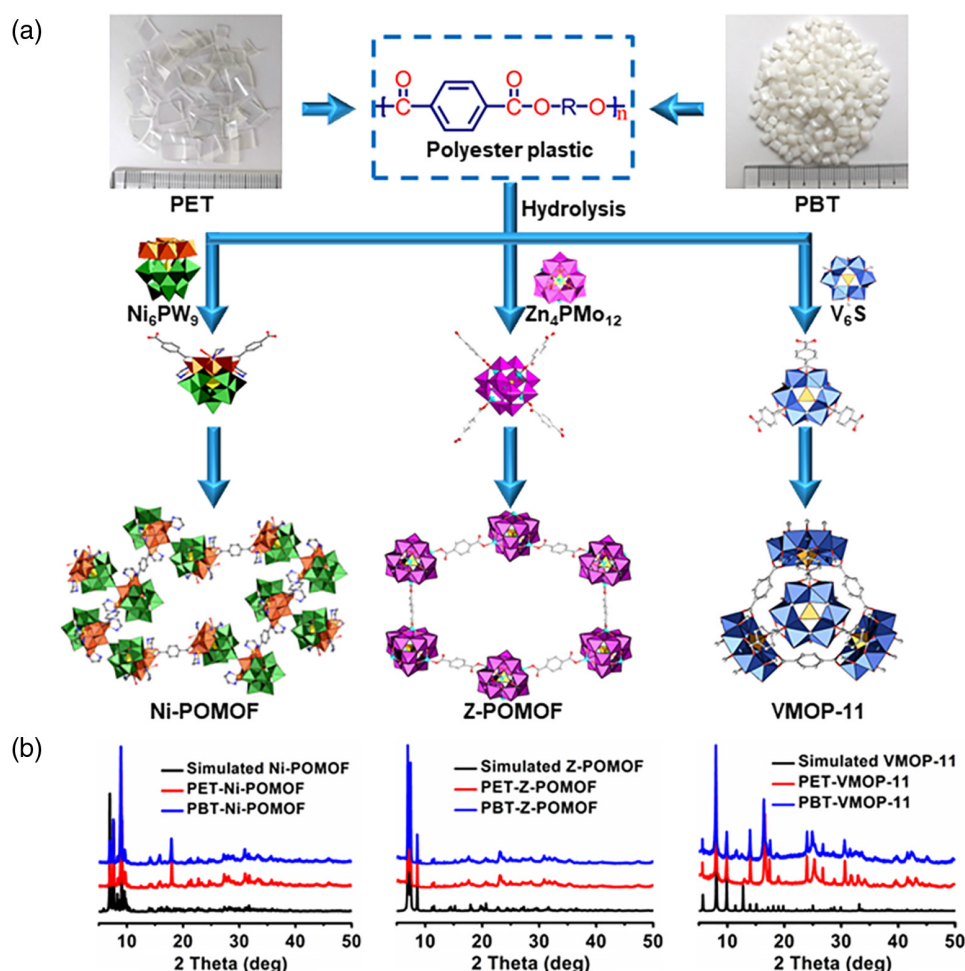 (a)
O
O
C
C
O
R
O
n
Polyester plastic
PET
PBT
Hydrolysis
Ni₆PW₉
Zn₄PMo₁₂
V₆S
Ni-POMOF
Z-POMOF
VMOP-11
(b)
Simulated Ni-POMOF
PET-Ni-POMOF
PBT-Ni-POMOF
10 20 30 40 50
2 Theta (deg)
Simulated Z-POMOF
PET-Z-POMOF
PBT-Z-POMOF
10 20 30 40 50
2 Theta (deg)
Simulated VMOP-11
PET-VMOP-11
PBT-VMOP-11
10 20 30 40 50
2 Theta (deg)